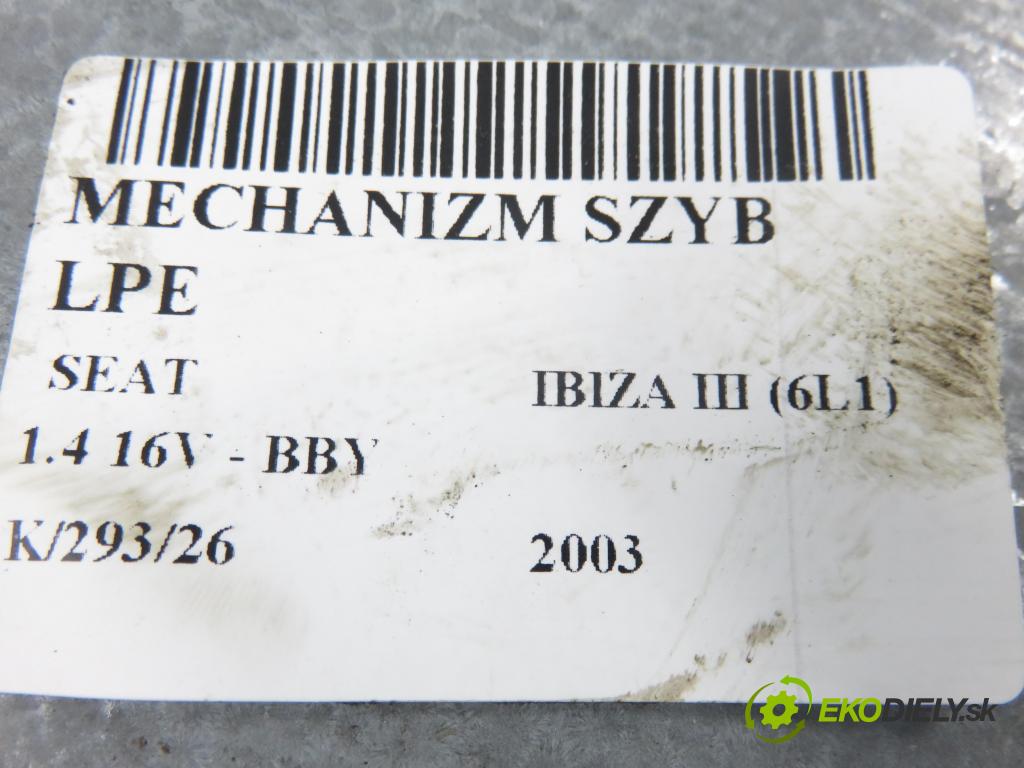 MECHANIZM SZYB
LPE
SEAT IBIZA III (6L1)
1.4 16V - BBY
K/293/26 2003
EKODIELY.sk